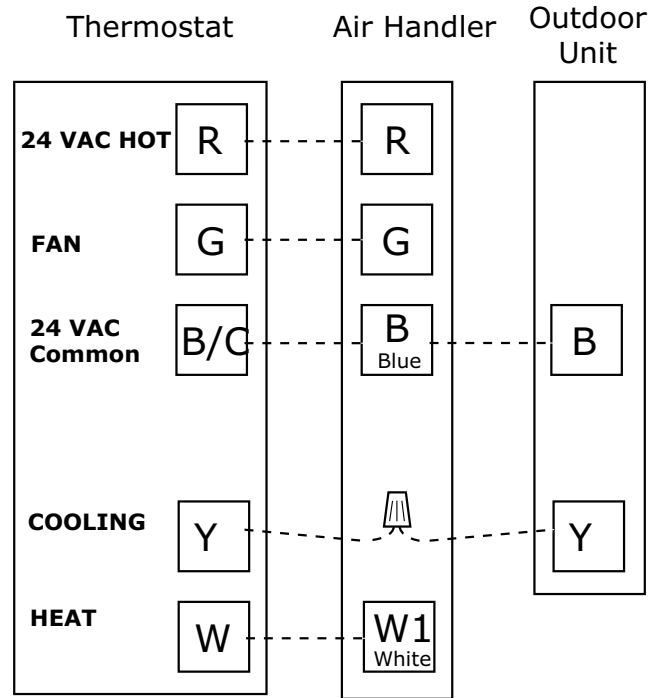 Thermostat
Air Handler
Outdoor
Unit
24 VAC HOT
R
R
FAN
G
G
24 VAC
Common
B/C
B
Blue
B
COOLING
Y
Y
HEAT
W
W1
White